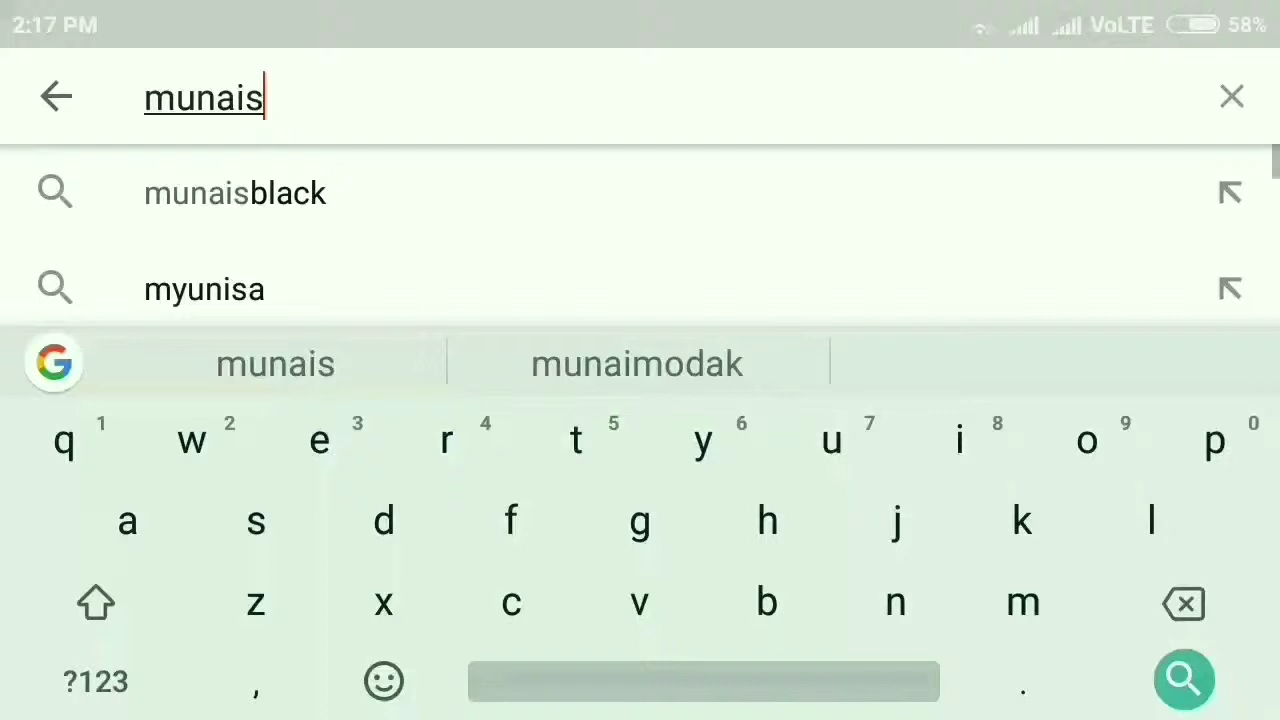 2:17 PM VoLTE 58%
munais
munaisblack
myunisa
G munais munaimodak
q 1 w 2 e 3 r 4 t 5 y 6 u 7 i 8 o 9 p 0
a s d f g h j k l
z x c v b n m
?123 , .